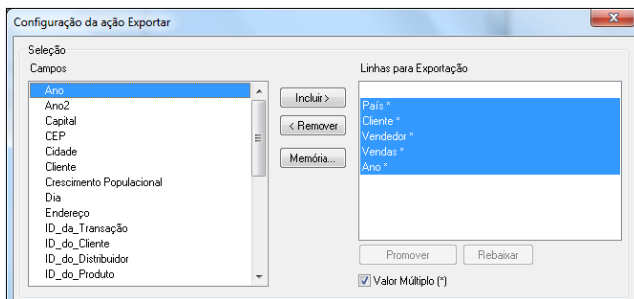 Configuração da ação Exportar
Seleção
Campos
Ano
Ano2
Capital
CEP
Cidade
Cliente
Crescimento Populacional
Dia
Endereço
ID_da_Transação
ID_do_Cliente
ID_do_Distribuidor
ID_do_Produto
Incluir >
< Remover
Memória...
Linhas para Exportação
País *
Cliente *
Vendedor *
Vendas *
Ano *
Promover
Rebaixar
Valor Múltiplo (*)